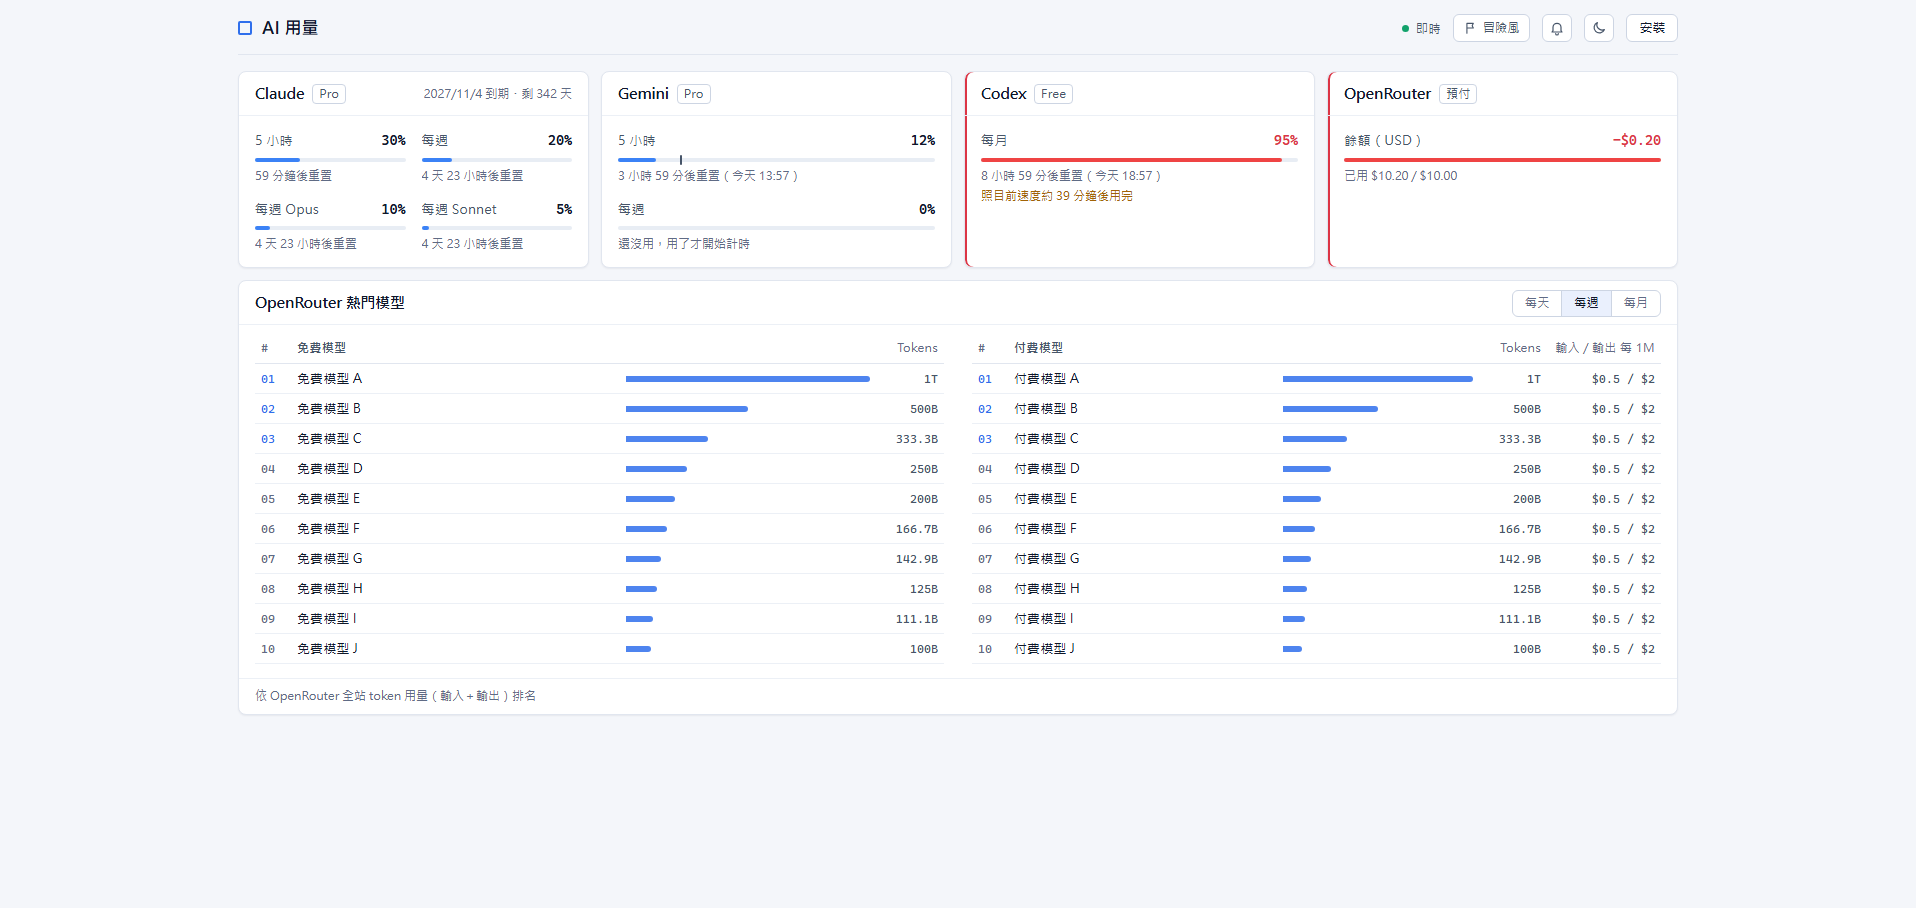 AI 用量
即時 冒險風 安裝
Claude Pro 2027/11/4 到期 · 剩 342 天
5 小時 30%
59 分鐘後重置
每週 20%
4 天 23 小時後重置
每週 Opus 10%
4 天 23 小時後重置
每週 Sonnet 5%
4 天 23 小時後重置
Gemini Pro
5 小時 12%
3 小時 59 分後重置（今天 13:57）
每週 0%
還沒用，用了才開始計時
Codex Free
每月 95%
8 小時 59 分後重置（今天 18:57）
照目前速度約 39 分鐘後用完
OpenRouter 預付
餘額（USD） −$0.20
已用 $10.20 / $10.00
OpenRouter 熱門模型
每天 每週 每月
# 免費模型 Tokens
01 免費模型 A 1T
02 免費模型 B 500B
03 免費模型 C 333.3B
04 免費模型 D 250B
05 免費模型 E 200B
06 免費模型 F 166.7B
07 免費模型 G 142.9B
08 免費模型 H 125B
09 免費模型 I 111.1B
10 免費模型 J 100B
# 付費模型 Tokens 輸入 / 輸出 每 1M
01 付費模型 A 1T $0.5 / $2
02 付費模型 B 500B $0.5 / $2
03 付費模型 C 333.3B $0.5 / $2
04 付費模型 D 250B $0.5 / $2
05 付費模型 E 200B $0.5 / $2
06 付費模型 F 166.7B $0.5 / $2
07 付費模型 G 142.9B $0.5 / $2
08 付費模型 H 125B $0.5 / $2
09 付費模型 I 111.1B $0.5 / $2
10 付費模型 J 100B $0.5 / $2
依 OpenRouter 全站 token 用量（輸入 + 輸出）排名